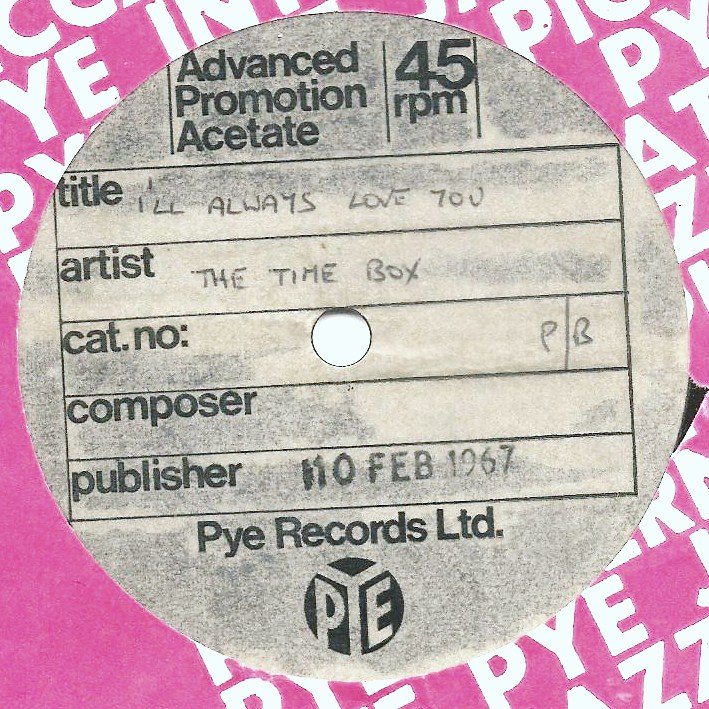 Advanced 45
Promotion rpm
Acetate
title I'LL ALWAYS LOVE YOU
artist THE TIME BOX
cat.no: P/B
composer
publisher 10 FEB 1967
Pye Records Ltd.
PYE